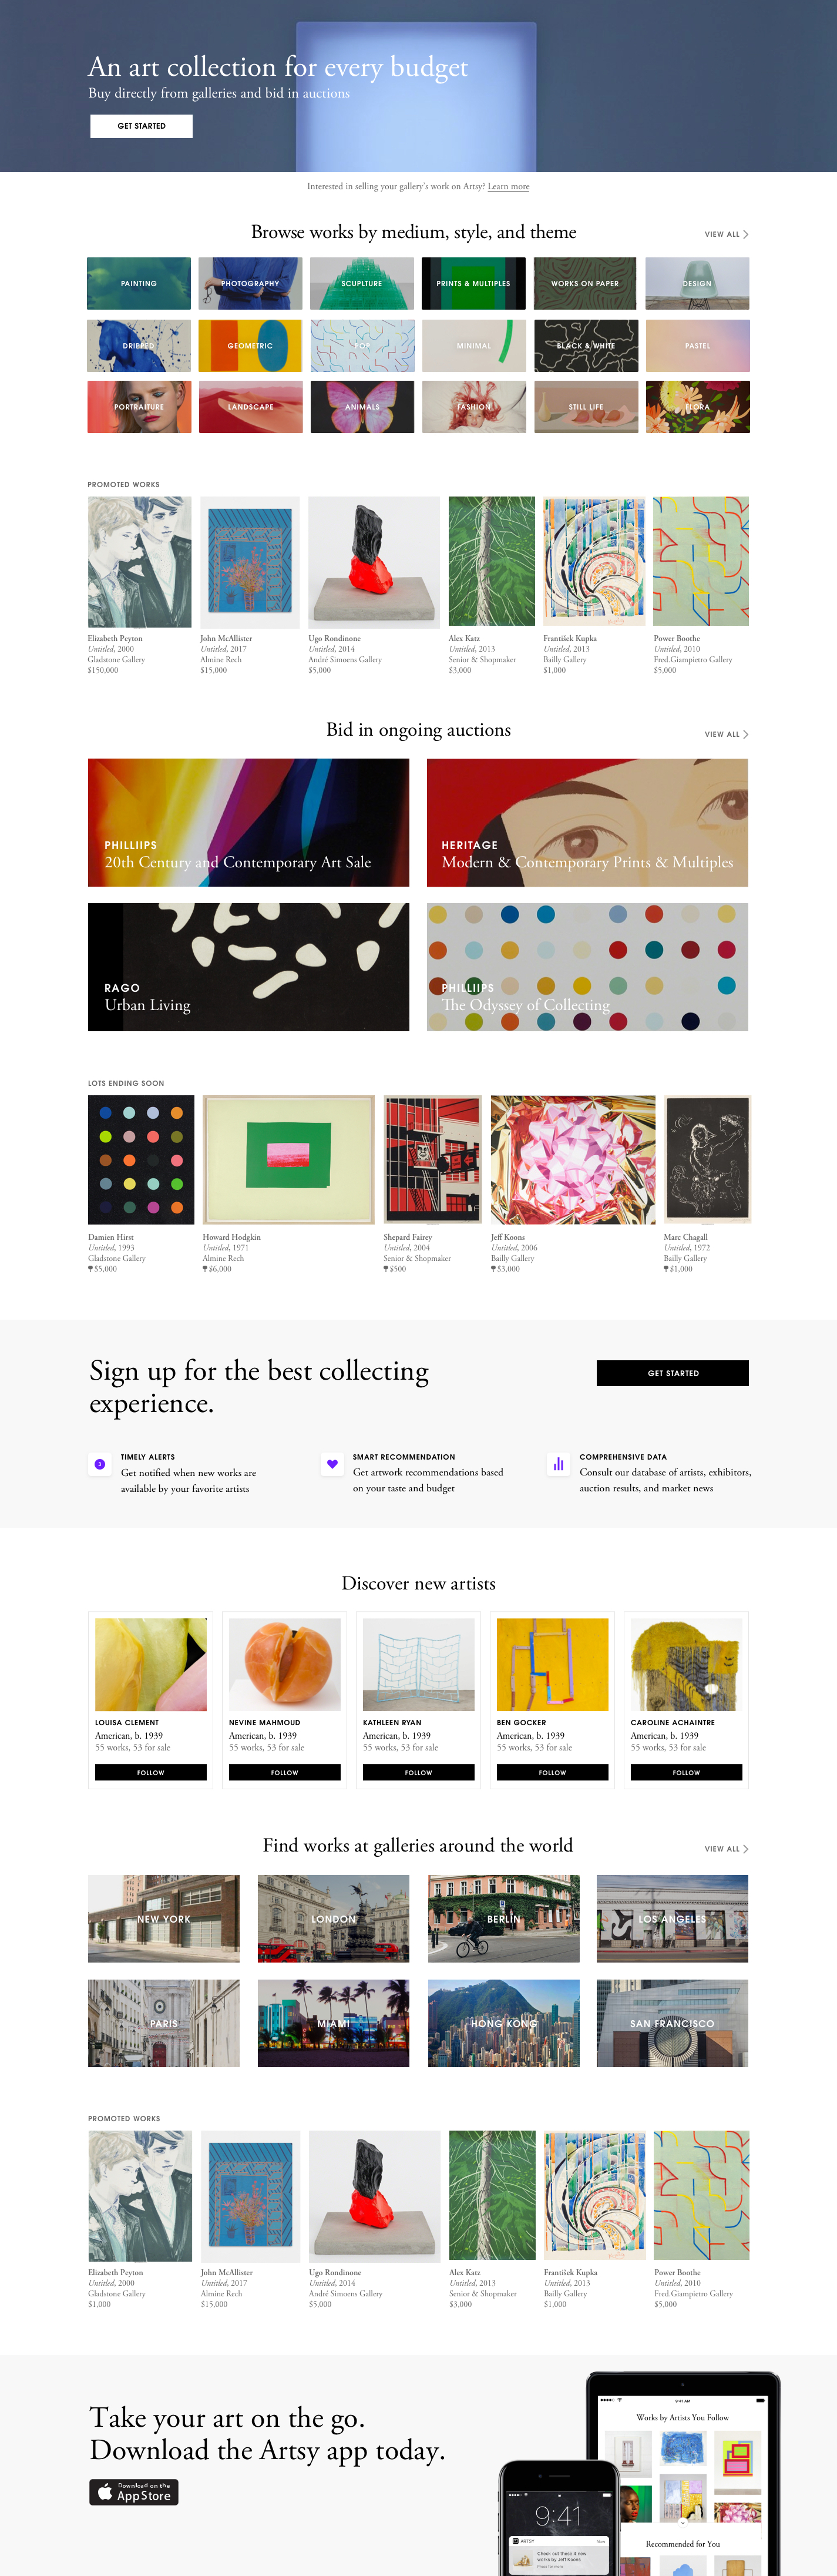 An art collection for every budget
Buy directly from galleries and bid in auctions
GET STARTED
Interested in selling your gallery's work on Artsy? Learn more
Browse works by medium, style, and theme
VIEW ALL
PAINTING
PHOTOGRAPHY
SCUPLTURE
PRINTS & MULTIPLES
WORKS ON PAPER
DESIGN
DRIPPED
GEOMETRIC
POP
MINIMAL
BLACK & WHITE
PASTEL
PORTRAITURE
LANDSCAPE
ANIMALS
FASHION
STILL LIFE
FLORA
PROMOTED WORKS
Elizabeth Peyton
Untitled, 2000
Gladstone Gallery
$150,000
John McAllister
Untitled, 2017
Almine Rech
$15,000
Ugo Rondinone
Untitled, 2014
André Simoens Gallery
$5,000
Alex Katz
Untitled, 2013
Senior & Shopmaker
$3,000
František Kupka
Untitled, 2013
Bailly Gallery
$1,000
Power Boothe
Untitled, 2010
Fred.Giampietro Gallery
$5,000
Bid in ongoing auctions
VIEW ALL
PHILLIIPS
20th Century and Contemporary Art Sale
HERITAGE
Modern & Contemporary Prints & Multiples
RAGO
Urban Living
PHILLIIPS
The Odyssey of Collecting
LOTS ENDING SOON
Damien Hirst
Untitled, 1993
Gladstone Gallery
$5,000
Howard Hodgkin
Untitled, 1971
Almine Rech
$6,000
Shepard Fairey
Untitled, 2004
Senior & Shopmaker
$500
Jeff Koons
Untitled, 2006
Bailly Gallery
$3,000
Marc Chagall
Untitled, 1972
Bailly Gallery
$1,000
Sign up for the best collecting
experience.
GET STARTED
TIMELY ALERTS
Get notified when new works are
available by your favorite artists
SMART RECOMMENDATION
Get artwork recommendations based
on your taste and budget
COMPREHENSIVE DATA
Consult our database of artists, exhibitors,
auction results, and market news
Discover new artists
LOUISA CLEMENT
American, b. 1939
55 works, 53 for sale
FOLLOW
NEVINE MAHMOUD
American, b. 1939
55 works, 53 for sale
FOLLOW
KATHLEEN RYAN
American, b. 1939
55 works, 53 for sale
FOLLOW
BEN GOCKER
American, b. 1939
55 works, 53 for sale
FOLLOW
CAROLINE ACHAINTRE
American, b. 1939
55 works, 53 for sale
FOLLOW
Find works at galleries around the world
VIEW ALL
NEW YORK
LONDON
BERLIN
LOS ANGELES
PARIS
MIAMI
HONG KONG
SAN FRANCISCO
PROMOTED WORKS
Elizabeth Peyton
Untitled, 2000
Gladstone Gallery
$1,000
John McAllister
Untitled, 2017
Almine Rech
$15,000
Ugo Rondinone
Untitled, 2014
André Simoens Gallery
$5,000
Alex Katz
Untitled, 2013
Senior & Shopmaker
$3,000
František Kupka
Untitled, 2013
Bailly Gallery
$1,000
Power Boothe
Untitled, 2010
Fred.Giampietro Gallery
$5,000
Take your art on the go.
Download the Artsy app today.
Download on the
App Store
9:41 AM
Works by Artists You Follow
Recommended for You
9:41
ARTSY
Now
Check out these 4 new
works by Jeff Koons